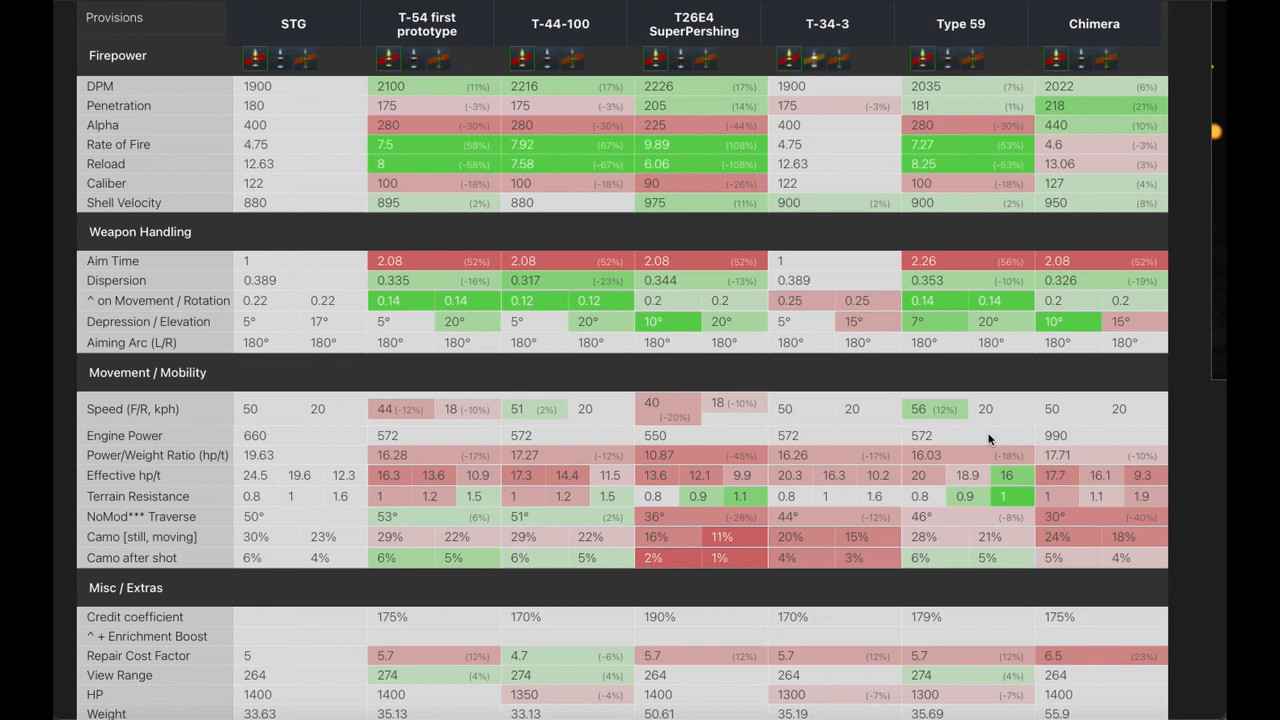 Provisions STG T-54 first prototype T-44-100 T26E4 SuperPershing T-34-3 Type 59 Chimera
Firepower
DPM 1900 2100 (11%) 2216 (17%) 2226 (17%) 1900 2035 (7%) 2022 (6%)
Penetration 180 175 (-3%) 175 (-3%) 205 (14%) 175 (-3%) 181 (1%) 218 (21%)
Alpha 400 280 (-30%) 280 (-30%) 225 (-44%) 400 280 (-30%) 440 (10%)
Rate of Fire 4.75 7.5 (58%) 7.92 (67%) 9.89 (108%) 4.75 7.27 (53%) 4.6 (-3%)
Reload 12.63 8 (-58%) 7.58 (-67%) 6.06 (-108%) 12.63 8.25 (-53%) 13.06 (3%)
Caliber 122 100 (-18%) 100 (-18%) 90 (-26%) 122 100 (-18%) 127 (4%)
Shell Velocity 880 895 (2%) 880 975 (11%) 900 (2%) 900 (2%) 950 (8%)
Weapon Handling
Aim Time 1 2.08 (52%) 2.08 (52%) 2.08 (52%) 1 2.26 (56%) 2.08 (52%)
Dispersion 0.389 0.335 (-16%) 0.317 (-23%) 0.344 (-13%) 0.389 0.353 (-10%) 0.326 (-19%)
^ on Movement / Rotation 0.22 0.22 0.14 0.14 0.12 0.12 0.2 0.2 0.25 0.25 0.14 0.14 0.2 0.2
Depression / Elevation 5° 17° 5° 20° 5° 20° 10° 20° 5° 15° 7° 20° 10° 15°
Aiming Arc (L/R) 180° 180° 180° 180° 180° 180° 180° 180° 180° 180° 180° 180° 180° 180°
Movement / Mobility
Speed (F/R, kph) 50 20 44 (-12%) 18 (-10%) 51 (2%) 20 40 (-20%) 18 (-10%) 50 20 56 (12%) 20 50 20
Engine Power 660 572 572 550 572 572 990
Power/Weight Ratio (hp/t) 19.63 16.28 (-17%) 17.27 (-12%) 10.87 (-45%) 16.26 (-17%) 16.03 (-18%) 17.71 (-10%)
Effective hp/t 24.5 19.6 12.3 16.3 13.6 10.9 17.3 14.4 11.5 13.6 12.1 9.9 20.3 16.3 10.2 20 18.9 16 17.7 16.1 9.3
Terrain Resistance 0.8 1 1.6 1 1.2 1.5 1 1.2 1.5 0.8 0.9 1.1 0.8 1 1.6 0.8 0.9 1 1 1.1 1.9
NoMod*** Traverse 50° 53° (6%) 51° (2%) 36° (-28%) 44° (-12%) 46° (-8%) 30° (-40%)
Camo [still, moving] 30% 23% 29% 22% 29% 22% 16% 11% 20% 15% 28% 21% 24% 18%
Camo after shot 6% 4% 6% 5% 6% 5% 2% 1% 4% 3% 6% 5% 5% 4%
Misc / Extras
Credit coefficient 175% 170% 190% 170% 179% 175%
^ + Enrichment Boost
Repair Cost Factor 5 5.7 (12%) 4.7 (-6%) 5.7 (12%) 5.7 (12%) 5.7 (12%) 6.5 (23%)
View Range 264 274 (4%) 274 (4%) 264 264 274 (4%) 264
HP 1400 1400 1350 (-4%) 1400 1300 (-7%) 1300 (-7%) 1400
Weight 33.63 35.13 33.13 50.61 35.19 35.69 55.9